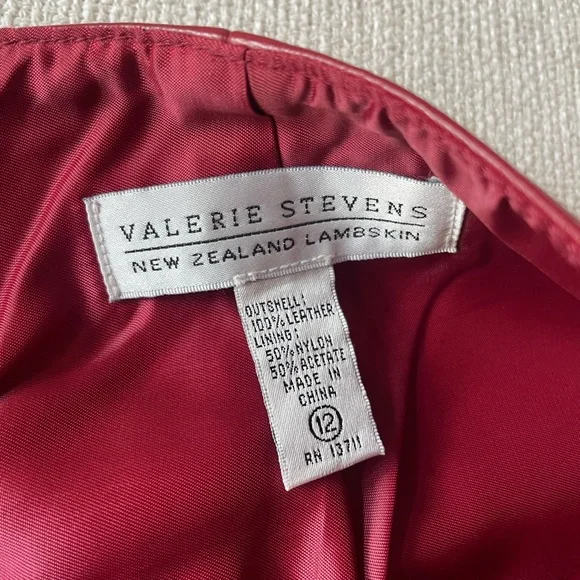 VALERIE STEVENS
NEW ZEALAND LAMBSKIN
OUTSHELL:
100% LEATHER
LINING:
50% NYLON
50% ACETATE
MADE IN
CHINA
12
RN 13711